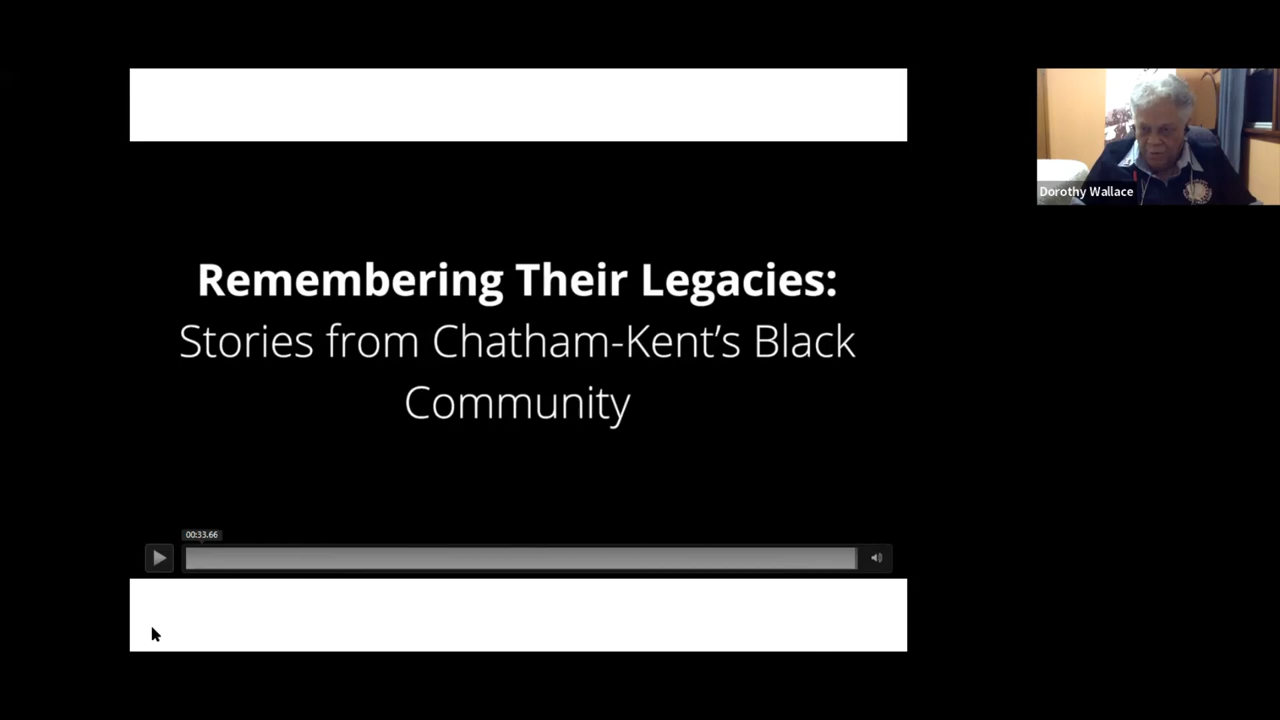 Remembering Their Legacies:
Stories from Chatham-Kent’s Black
Community
00:33.66
Dorothy Wallace